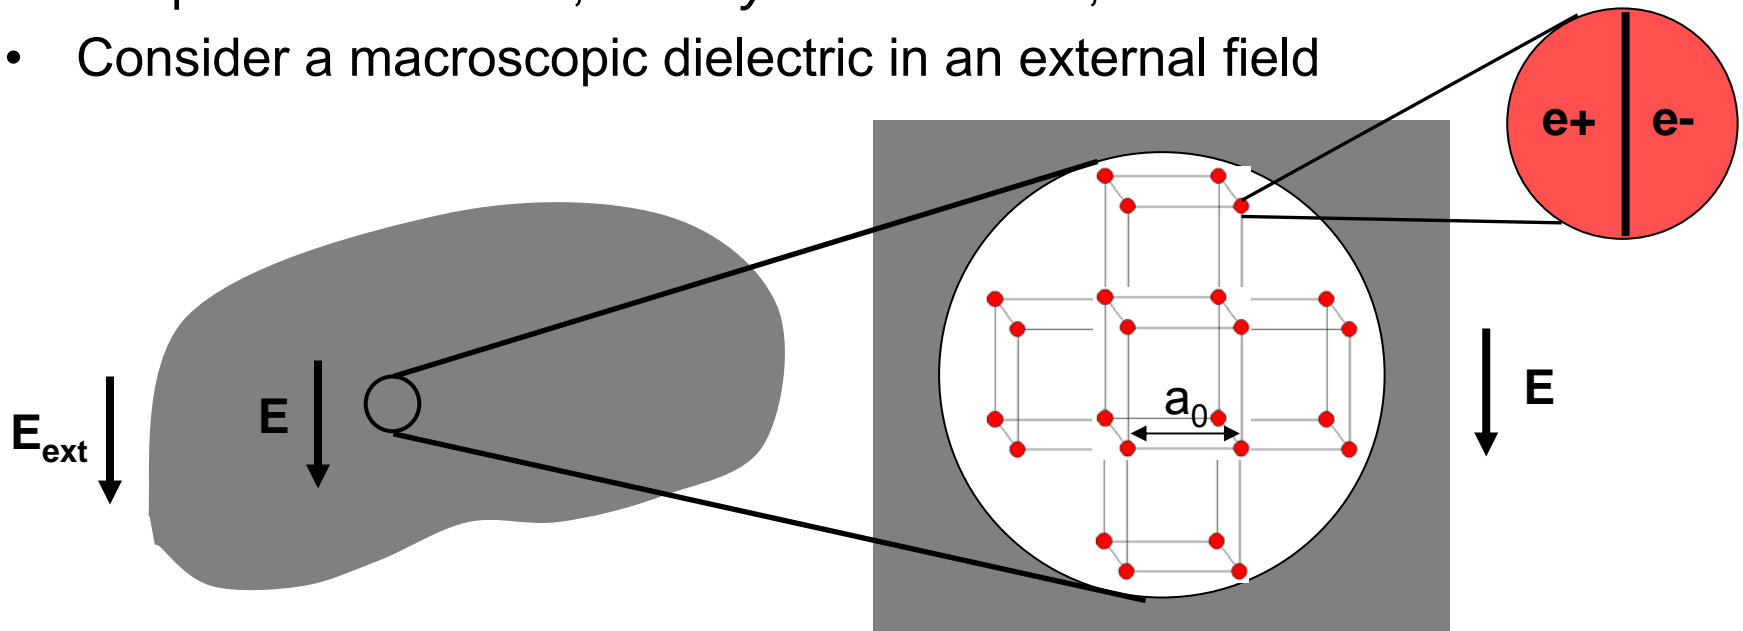 • Consider a macroscopic dielectric in an external field
e+ e-
a0
E
E
Eext